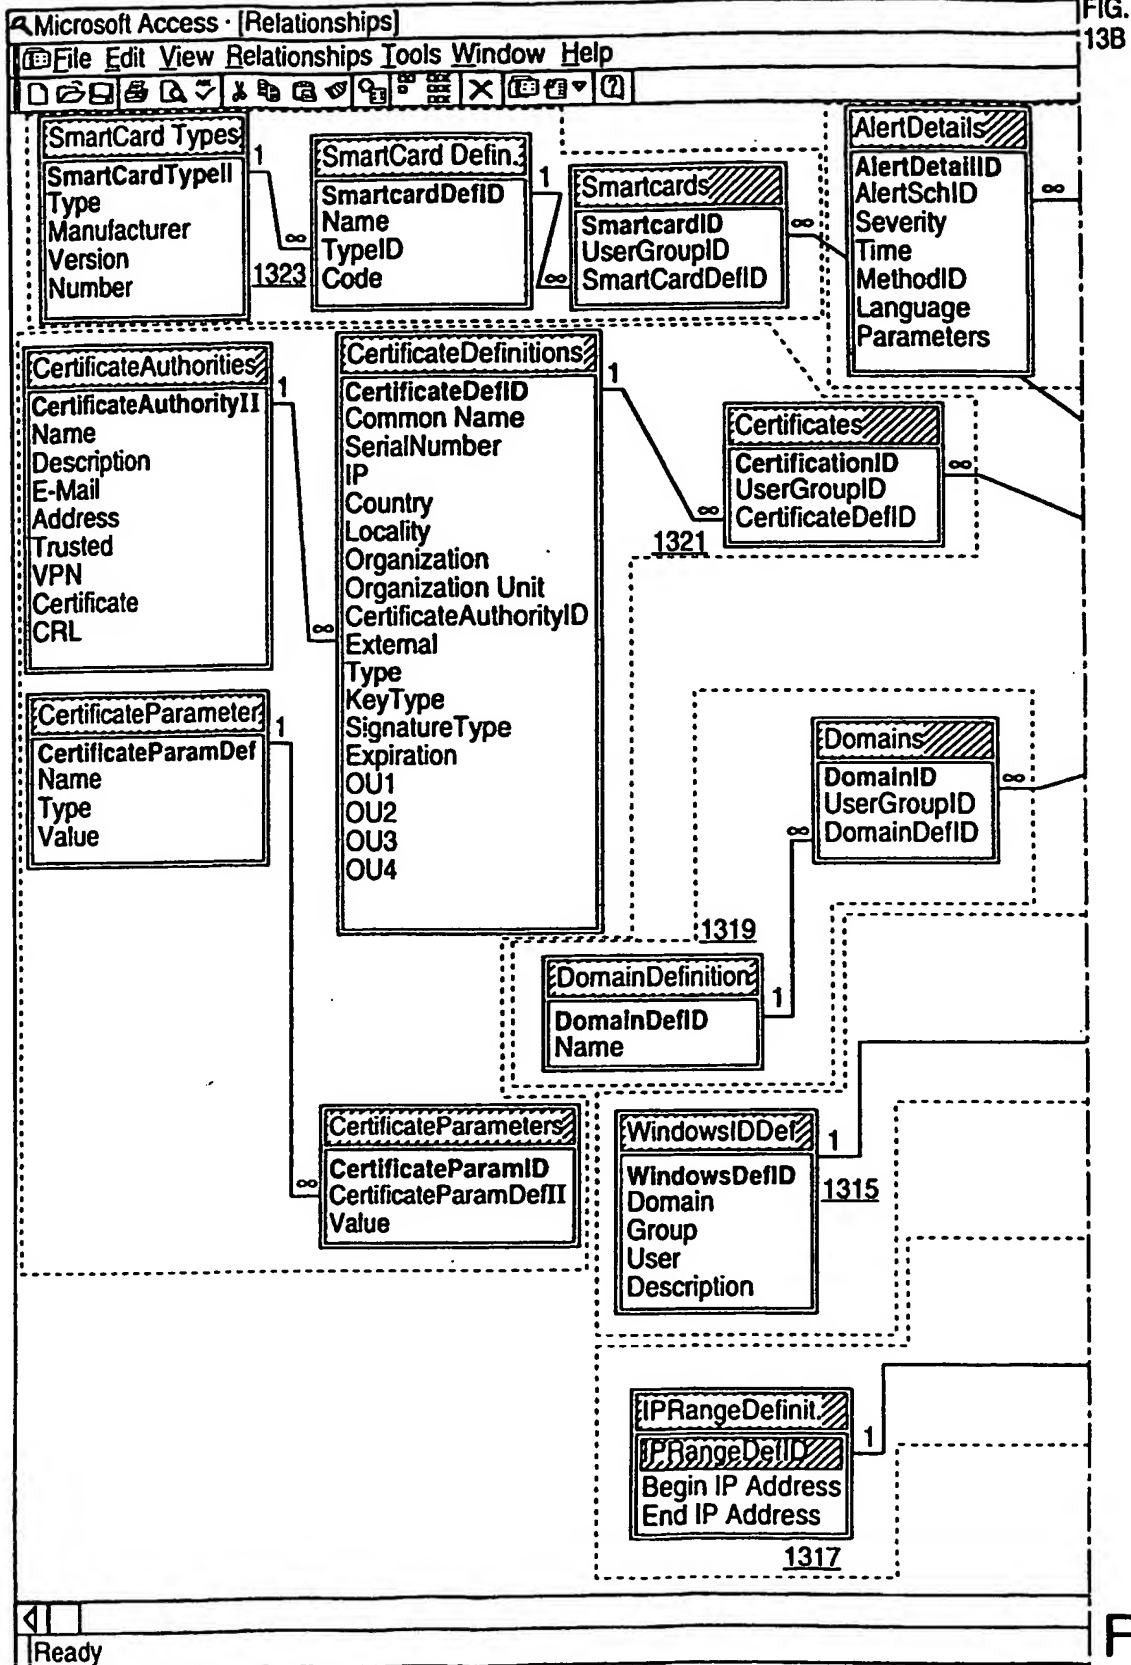 FIG.
13B
Microsoft Access · [Relationships]
File Edit View Relationships Tools Window Help
SmartCard Types
SmartCardTypeII
Type
Manufacturer
Version
Number
1
∞
1323
SmartCard Defin.
SmartcardDefID
Name
TypeID
Code
1
∞
Smartcards
SmartcardID
UserGroupID
SmartCardDefID
∞
AlertDetails
AlertDetailID
AlertSchID
Severity
Time
MethodID
Language
Parameters
∞
CertificateAuthorities
CertificateAuthorityII
Name
Description
E-Mail
Address
Trusted
VPN
Certificate
CRL
1
∞
CertificateDefinitions
CertificateDefID
Common Name
SerialNumber
IP
Country
Locality
Organization
Organization Unit
CertificateAuthorityID
External
Type
KeyType
SignatureType
Expiration
OU1
OU2
OU3
OU4
1
∞
Certificates
CertificationID
UserGroupID
CertificateDefID
∞
1321
CertificateParameter
CertificateParamDef
Name
Type
Value
1
∞
Domains
DomainID
UserGroupID
DomainDefID
∞
∞
1319
DomainDefinition
DomainDefID
Name
1
CertificateParameters
CertificateParamID
CertificateParamDefII
Value
WindowsIDDef
WindowsDefID
Domain
Group
User
Description
1
1315
IPRangeDefinit.
IPRangeDefID
Begin IP Address
End IP Address
1
1317
Ready
F